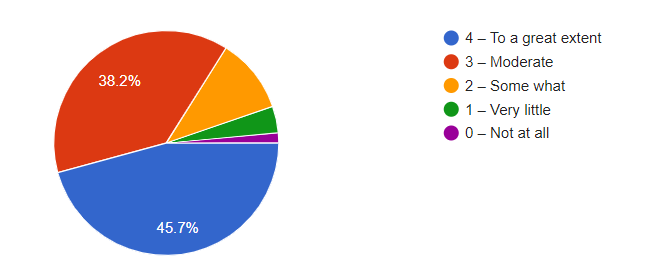 38.2%
45.7%
4 – To a great extent
3 – Moderate
2 – Some what
1 – Very little
0 – Not at all